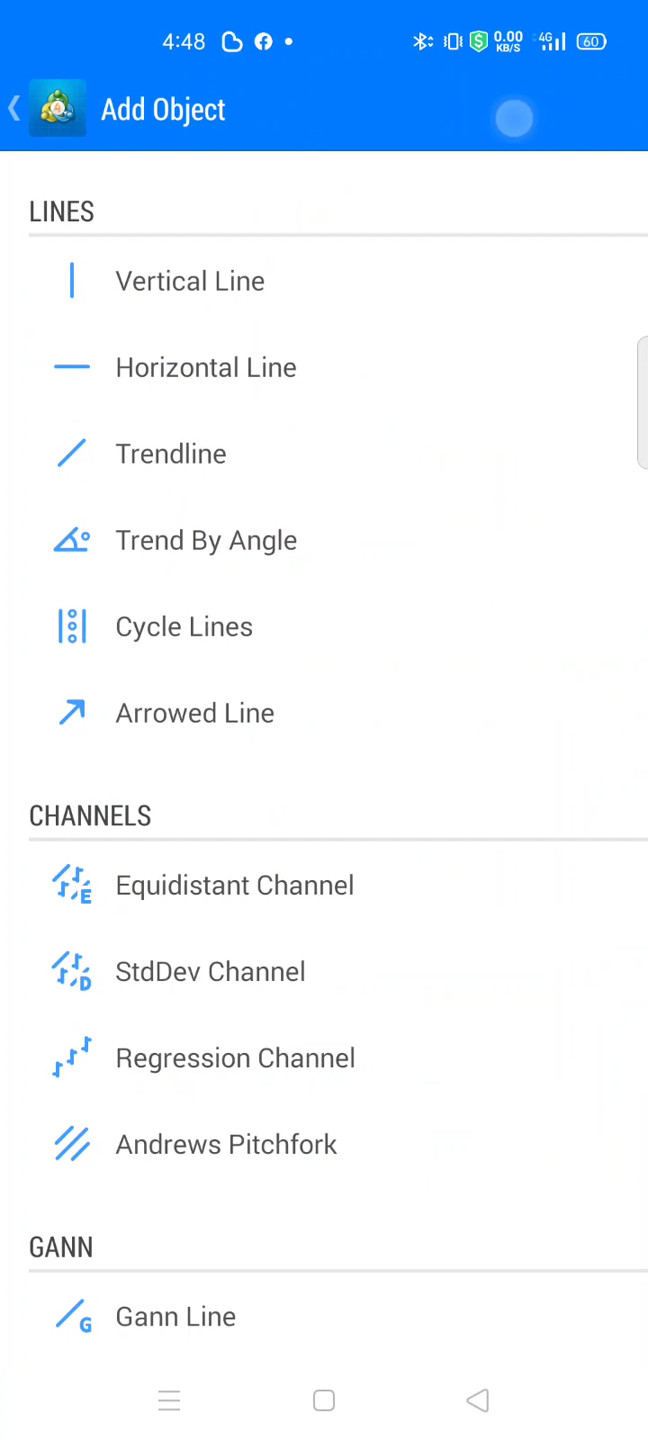 4:48 0.00 KB/S 4G 60
4 Add Object
LINES
Vertical Line
Horizontal Line
Trendline
Trend By Angle
Cycle Lines
Arrowed Line
CHANNELS
E Equidistant Channel
D StdDev Channel
Regression Channel
Andrews Pitchfork
GANN
G Gann Line